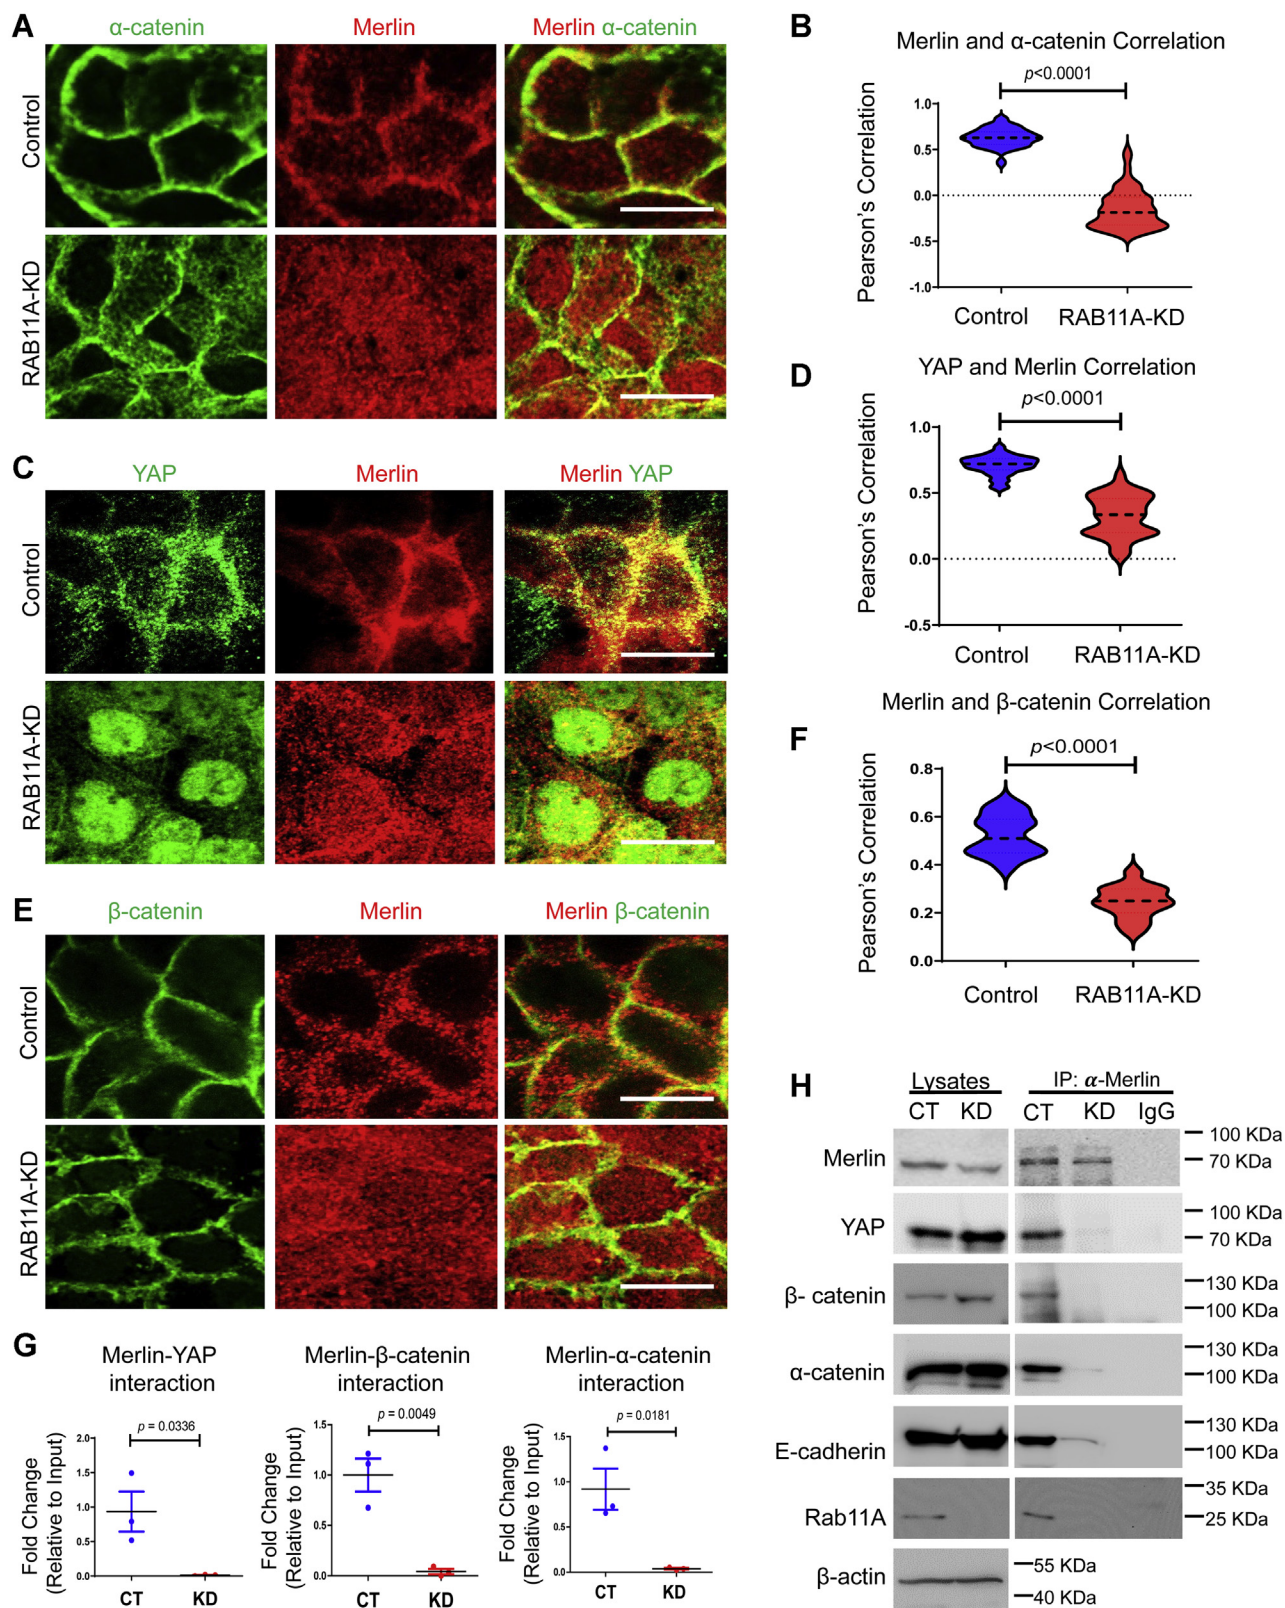 A
α-catenin
Merlin
Merlin α-catenin
Control
RAB11A-KD
B
Merlin and α-catenin Correlation
p<0.0001
Pearson's Correlation
1.0
0.5
0.0
-0.5
-1.0
Control
RAB11A-KD
C
YAP
Merlin
Merlin YAP
Control
RAB11A-KD
D
YAP and Merlin Correlation
p<0.0001
Pearson's Correlation
1.0
0.5
0.0
-0.5
Control
RAB11A-KD
E
β-catenin
Merlin
Merlin β-catenin
Control
RAB11A-KD
F
Merlin and β-catenin Correlation
p<0.0001
Pearson's Correlation
0.8
0.6
0.4
0.2
0.0
Control
RAB11A-KD
G
Merlin-YAP
interaction
p = 0.0336
Fold Change
(Relative to Input)
2.0
1.5
1.0
0.5
0.0
CT
KD
Merlin-β-catenin
interaction
p = 0.0049
Fold Change
(Relative to Input)
1.5
1.0
0.5
0.0
CT
KD
Merlin-α-catenin
interaction
p = 0.0181
Fold Change
(Relative to Input)
1.5
1.0
0.5
0.0
CT
KD
H
Lysates
IP: α-Merlin
CT KD CT KD IgG
Merlin
100 KDa
70 KDa
YAP
100 KDa
70 KDa
β- catenin
130 KDa
100 KDa
α-catenin
130 KDa
100 KDa
E-cadherin
130 KDa
100 KDa
Rab11A
35 KDa
25 KDa
β-actin
55 KDa
40 KDa